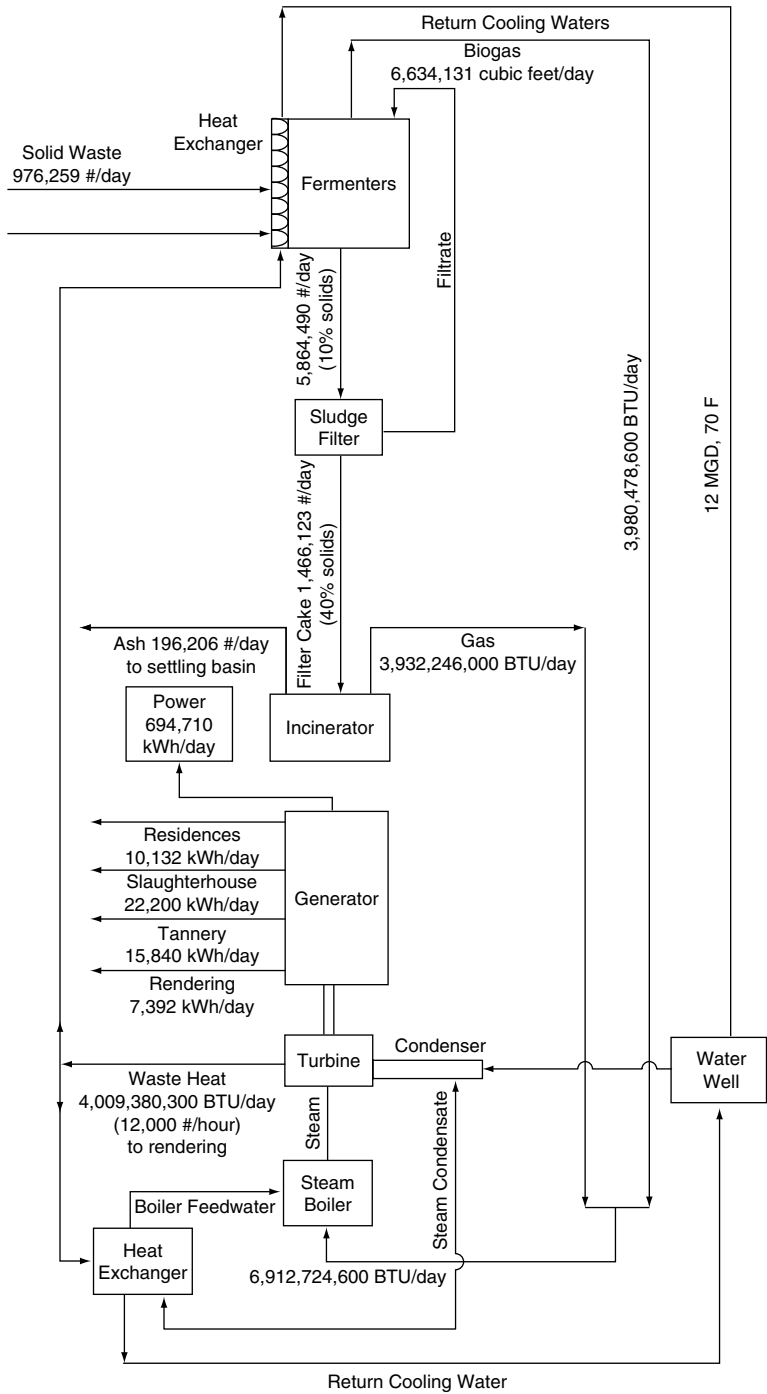 Return Cooling Waters
Biogas
6,634,131 cubic feet/day
Heat
Exchanger
Solid Waste
976,259 #/day
Fermenters
Filtrate
5,864,490 #/day
(10% solids)
3,980,478,600 BTU/day
12 MGD, 70 F
Sludge
Filter
Filter Cake 1,466,123 #/day
(40% solids)
Ash 196,206 #/day
to settling basin
Gas
3,932,246,000 BTU/day
Power
694,710
kWh/day
Incinerator
Residences
10,132 kWh/day
Slaughterhouse
22,200 kWh/day
Generator
Tannery
15,840 kWh/day
Rendering
7,392 kWh/day
Turbine
Condenser
Water
Well
Waste Heat
4,009,380,300 BTU/day
(12,000 #/hour)
to rendering
Steam
Steam Condensate
Steam
Boiler
Boiler Feedwater
Heat
Exchanger
6,912,724,600 BTU/day
Return Cooling Water